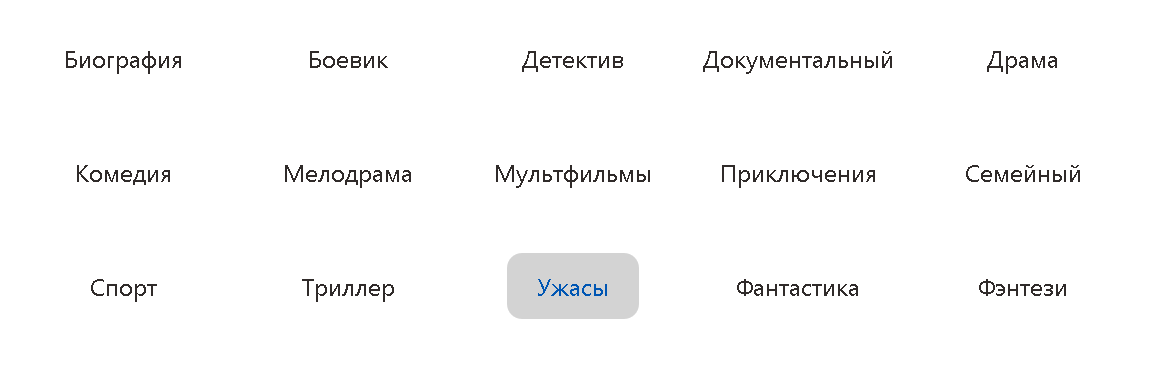 Биография Боевик Детектив Документальный Драма
Комедия Мелодрама Мультфильмы Приключения Семейный
Спорт Триллер Ужасы Фантастика Фэнтези